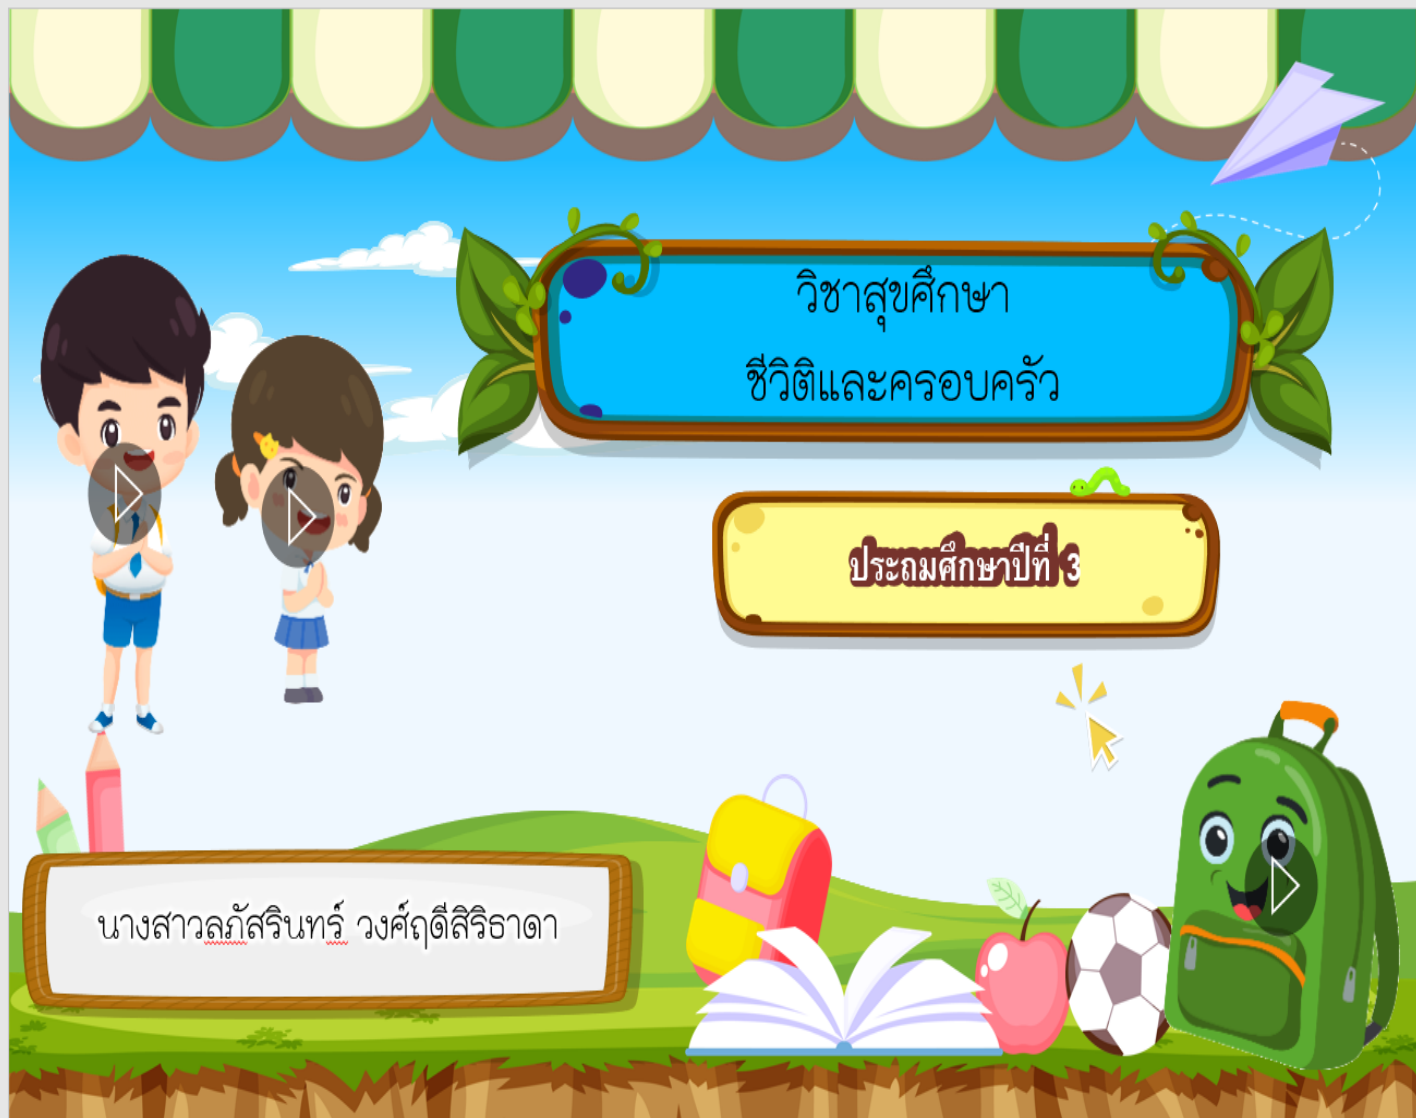 วิชาสุขศึกษา
ชีวิติและครอบครัว
ประถมศึกษาปีที่ 3
นางสาวลภัสรินทร์ วงศ์ฤดีสิริธาดา